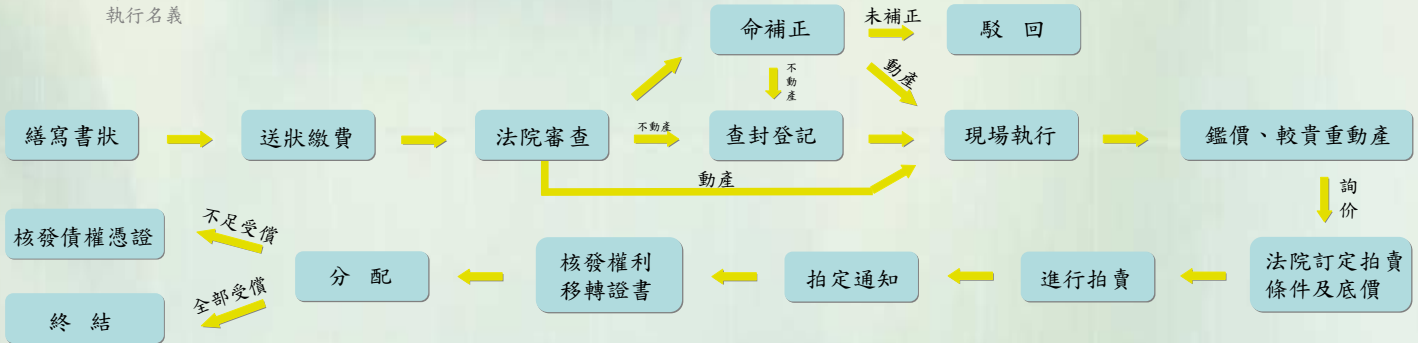 執行名義
命補正
未補正
駁 回
不動產
動產
繕寫書狀
送狀繳費
法院審查
不動產
查封登記
現場執行
鑑價、較貴重動產
動產
詢价
核發債權憑證
不足受償
分 配
核發權利
移轉證書
拍定通知
進行拍賣
法院訂定拍賣
條件及底價
全部受償
終 結